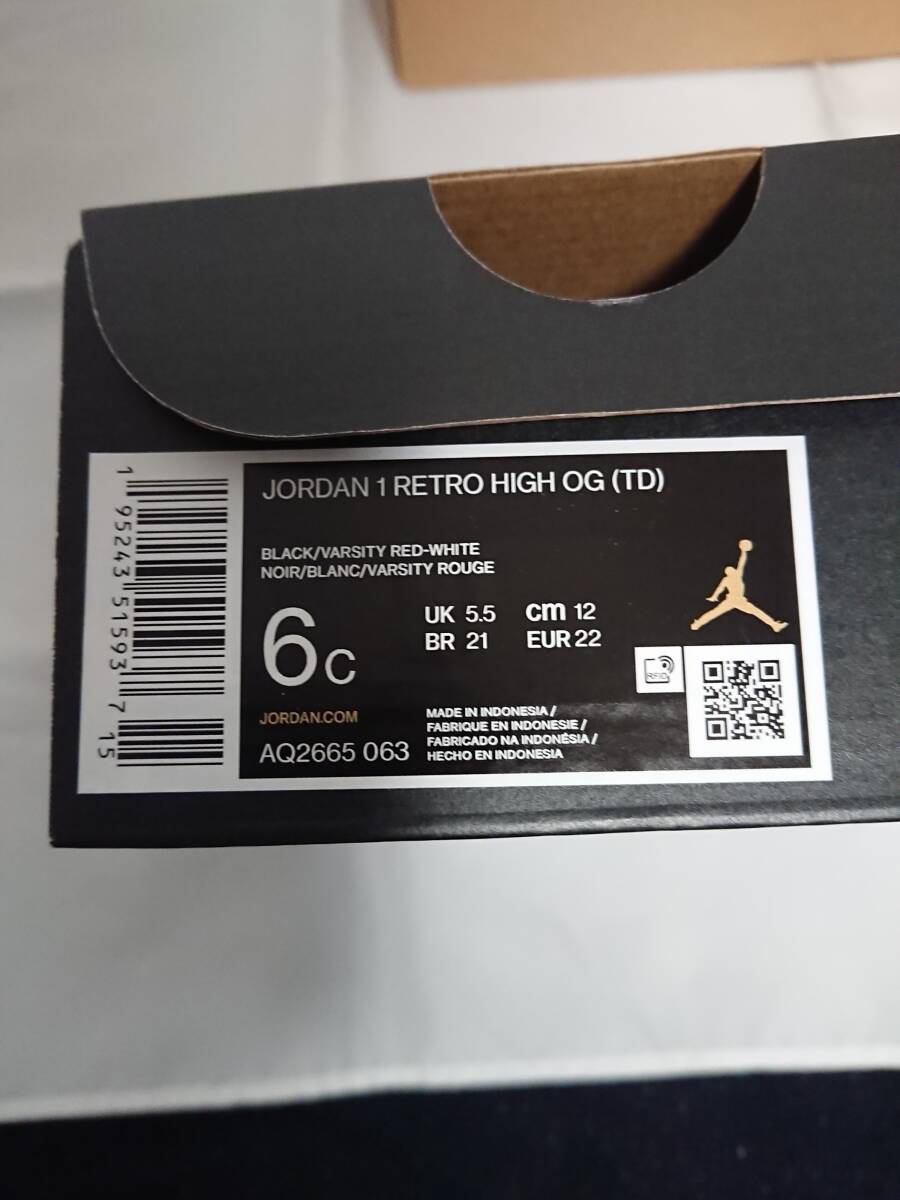 JORDAN 1 RETRO HIGH OG (TD)
BLACK/VARSITY RED-WHITE
NOIR/BLANC/VARSITY ROUGE
6C
UK 5.5 cm 12
BR 21 EUR 22
RFID
JORDAN.COM
AQ2665 063
MADE IN INDONESIA /
FABRIQUE EN INDONESIE /
FABRICADO NA INDONÉSIA /
HECHO EN INDONESIA
1 95243 51593 7 15